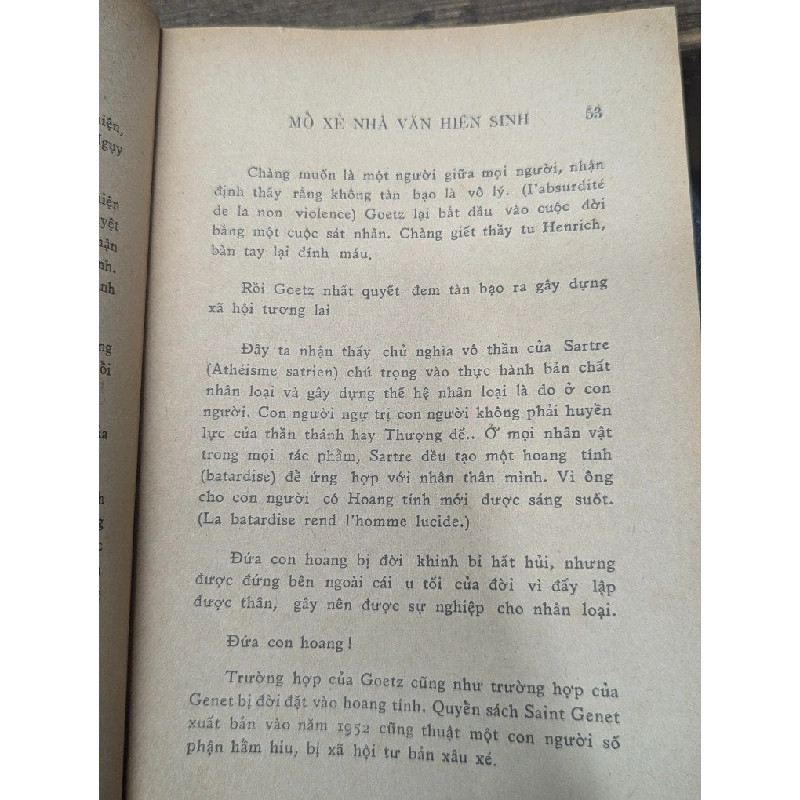 MỒ XẺ NHÀ VĂN HIỆN SINH 53
Chàng muốn là một người giữa mọi người, nhận
định thấy rằng không tàn bạo là vô lý. (I'absurdité
de la non violence) Goetz lại bắt đầu vào cuộc đời
bằng một cuộc sát nhân. Chàng giết thầy tu Henrich,
bàn tay lại dính máu.
Rồi Goetz nhất quyết đem tàn bạo ra gây dựng
xã hội tương lai
Đây ta nhận thấy chủ nghĩa vô thần của Sartre
(Athéisme satrien) chú trọng vào thực hành bản chất
nhân loại và gây dựng thế hệ nhân loại là do ở con
người. Con người ngự trị con người không phải huyền
lực của thần thánh hay Thượng đế.. Ở mọi nhân vật
trong mọi tác phẩm, Sartre đều tạo một hoang tính
(batardise) để ứng hợp với nhân thân mình. Vì ông
cho con người có Hoang tính mới được sáng suốt.
(La batardise rend l'homme lucide.)
Đứa con hoang bị đời khinh bỉ hất hủi, nhưng
được đứng bên ngoài cái u tối của đời vì đấy lập
được thân, gây nên được sự nghiệp cho nhân loại.
Đứa con hoang !
Trường hợp của Goetz cũng như trường hợp của
Genet bị đời đặt vào hoang tính. Quyển sách Saint Genet
xuất bản vào năm 1952 cũng thuật một con người số
phận hẩm hiu, bị xã hội tư bản xâu xé.